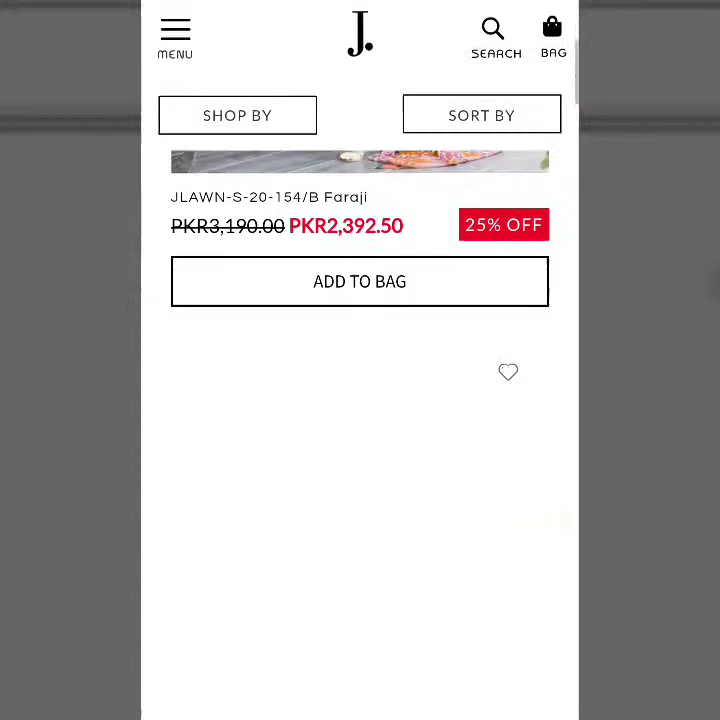 J.
MENU
SEARCH
BAG
SHOP BY
SORT BY
JLAWN-S-20-154/B Faraji
PKR3,190.00 PKR2,392.50
25% OFF
ADD TO BAG